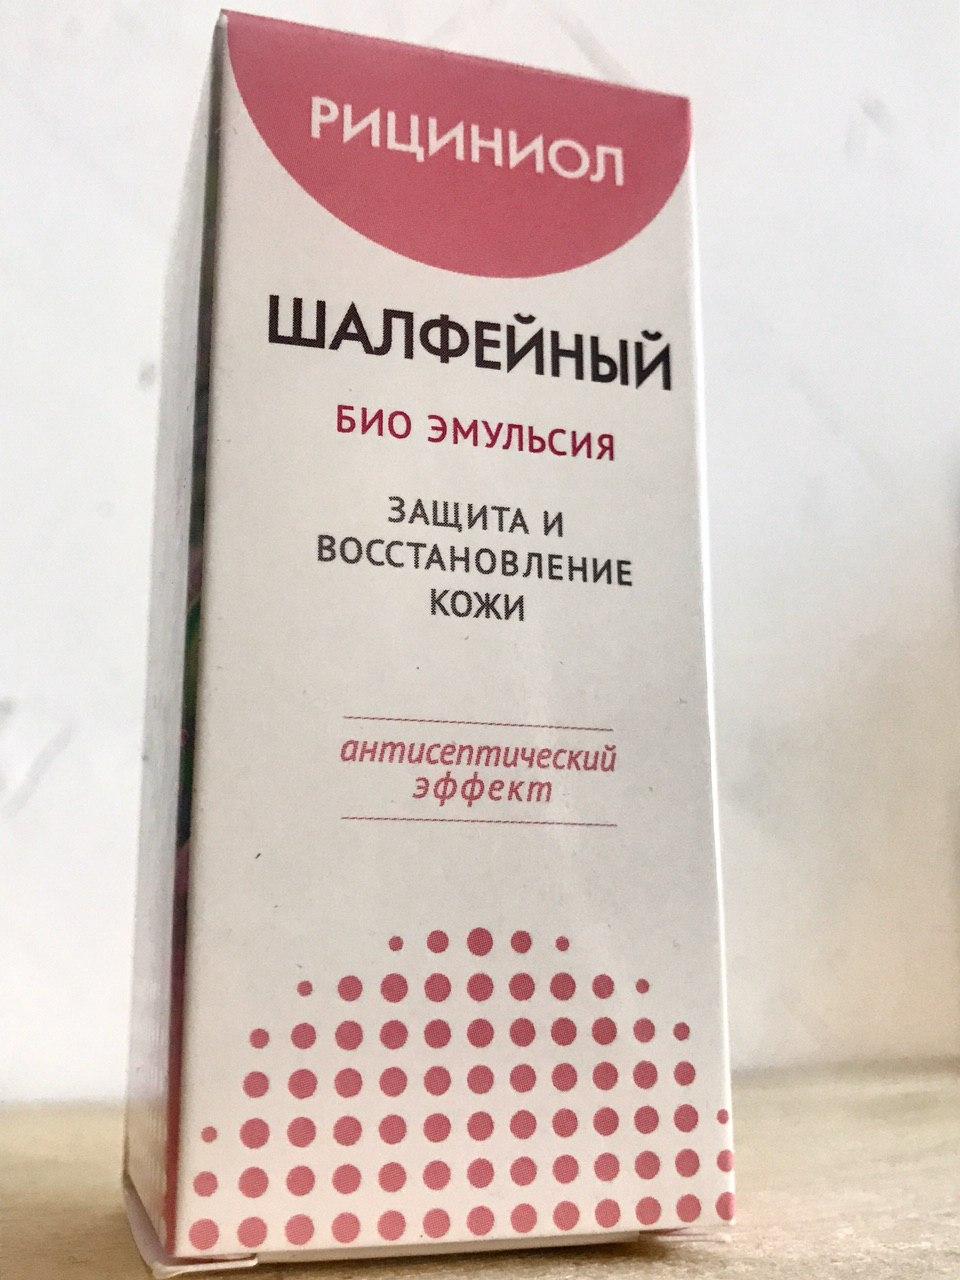 РИЦИНИОЛ
ШАЛФЕЙНЫЙ
БИО ЭМУЛЬСИЯ
ЗАЩИТА И
ВОССТАНОВЛЕНИЕ
КОЖИ
антисептический
эффект